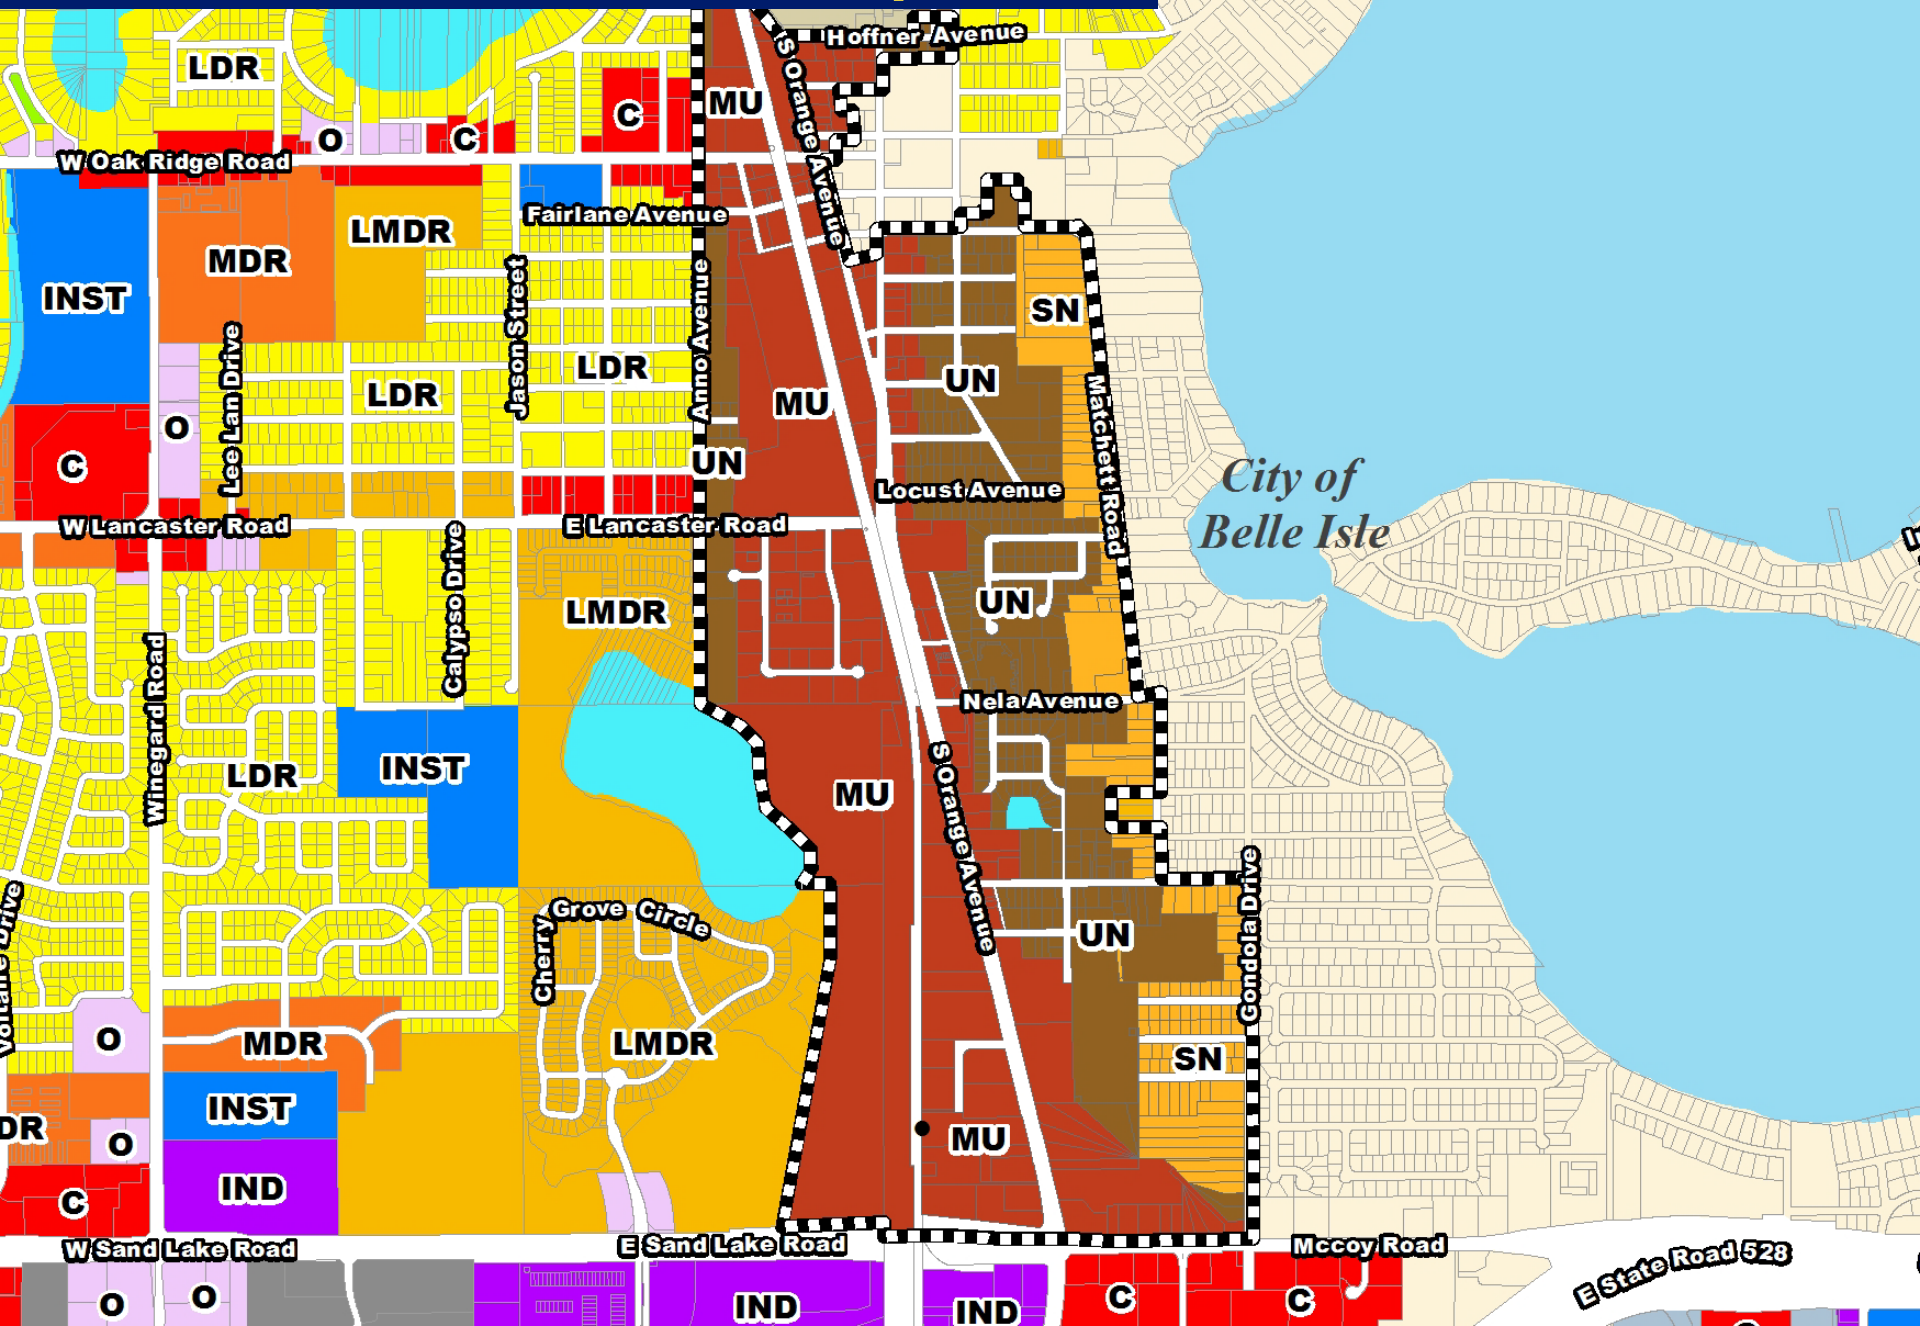 Hoffner Avenue
LDR
S Orange Avenue
MU
C
O
C
W Oak Ridge Road
Fairlane Avenue
LMDR
MDR
INST
Jason Street
Anno Avenue
SN
Lee Lan Drive
LDR
LDR
UN
MU
O
Matchett Road
C
UN
City of
Belle Isle
Locust Avenue
W Lancaster Road
E Lancaster Road
Calypso Drive
LMDR
UN
Winegard Road
Nela Avenue
LDR
INST
MU
S Orange Avenue
Gondola Drive
Cherry Grove Circle
UN
Drive
O
MDR
LMDR
SN
INST
DR
O
MU
IND
C
W Sand Lake Road
E Sand Lake Road
Mccoy Road
E State Road 528
O
O
IND
IND
C
C